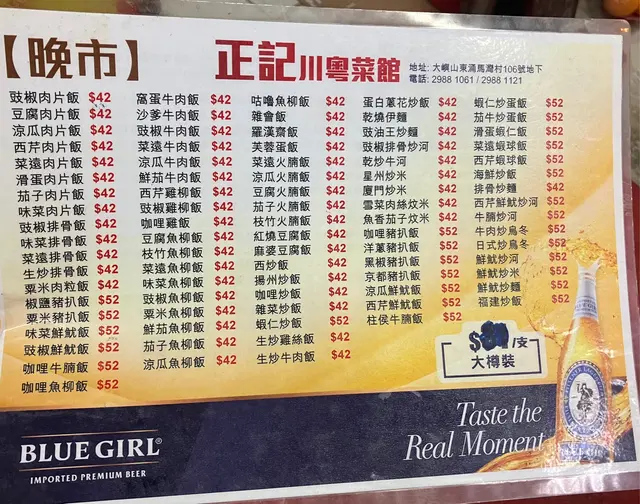 【晚市】
正記川粵菜館
地址: 大嶼山東涌馬灣村106號地下
電話: 2988 1061 / 2988 1121
豉椒肉片飯 $42
豆腐肉片飯 $42
涼瓜肉片飯 $42
西芹肉片飯 $42
菜遠肉片飯 $42
滑蛋肉片飯 $42
茄子肉片飯 $42
味菜肉片飯 $42
豉椒排骨飯 $42
味菜排骨飯 $42
菜遠排骨飯 $42
生炒排骨飯 $42
粟米肉粒飯 $42
椒鹽豬扒飯 $52
粟米魚柳飯 $52
味菜鮮魷飯 $52
豉椒鮮魷飯 $52
咖喱牛腩飯 $52
咖喱魚柳飯 $52
窩蛋牛肉飯 $42
沙爹牛肉飯 $42
豉椒牛肉飯 $42
菜遠牛肉飯 $42
涼瓜牛肉飯 $42
鮮茄牛肉飯 $42
西芹雞柳飯 $42
豉椒雞柳飯 $42
咖喱雞飯 $42
豆腐魚柳飯 $42
枝竹魚柳飯 $42
菜遠魚柳飯 $42
味菜魚柳飯 $42
豉椒魚柳飯 $42
粟米魚柳飯 $42
鮮茄魚柳飯 $42
茄子魚柳飯 $42
涼瓜魚柳飯 $42
咕嚕魚柳飯 $42
雜會飯 $42
羅漢齋飯 $42
芙蓉蛋飯 $42
菜遠火腩飯 $42
涼瓜火腩飯 $42
豆腐火腩飯 $42
茄子火腩飯 $42
枝竹火腩飯 $42
紅燒豆腐飯 $42
麻婆豆腐飯 $42
西炒飯 $42
揚州炒飯 $42
咖喱炒飯 $42
雜菜炒飯 $42
蝦仁炒飯 $52
生炒雞絲飯 $42
生炒牛肉飯 $42
蛋白蔥花炒飯 $42
乾燒伊麵 $42
豉油王炒麵 $42
豉椒排骨炒河 $42
乾炒牛河 $42
星州炒米 $42
廈門炒米 $42
雪菜肉絲炆米 $42
魚香茄子炆米 $42
咖喱豬扒飯 $52
洋蔥豬扒飯 $52
黑椒豬扒飯 $52
京都豬扒飯 $52
涼瓜鮮魷飯 $52
西芹鮮魷飯 $52
柱侯牛腩飯 $52
蝦仁炒蛋飯 $52
茄牛炒蛋飯 $52
滑蛋蝦仁飯 $52
菜遠蝦球飯 $52
西芹蝦球飯 $52
海鮮炒飯 $52
排骨炒麵 $42
西芹鮮魷炒河 $52
牛腩炒河 $52
牛肉炒烏冬 $52
日式炒烏冬 $52
鮮魷炒河 $52
鮮魷炒米 $52
鮮魷炒麵 $52
福建炒飯 $52
/支
大樽裝
Taste the
Real Moment
BLUE GIRL®
IMPORTED PREMIUM BEER